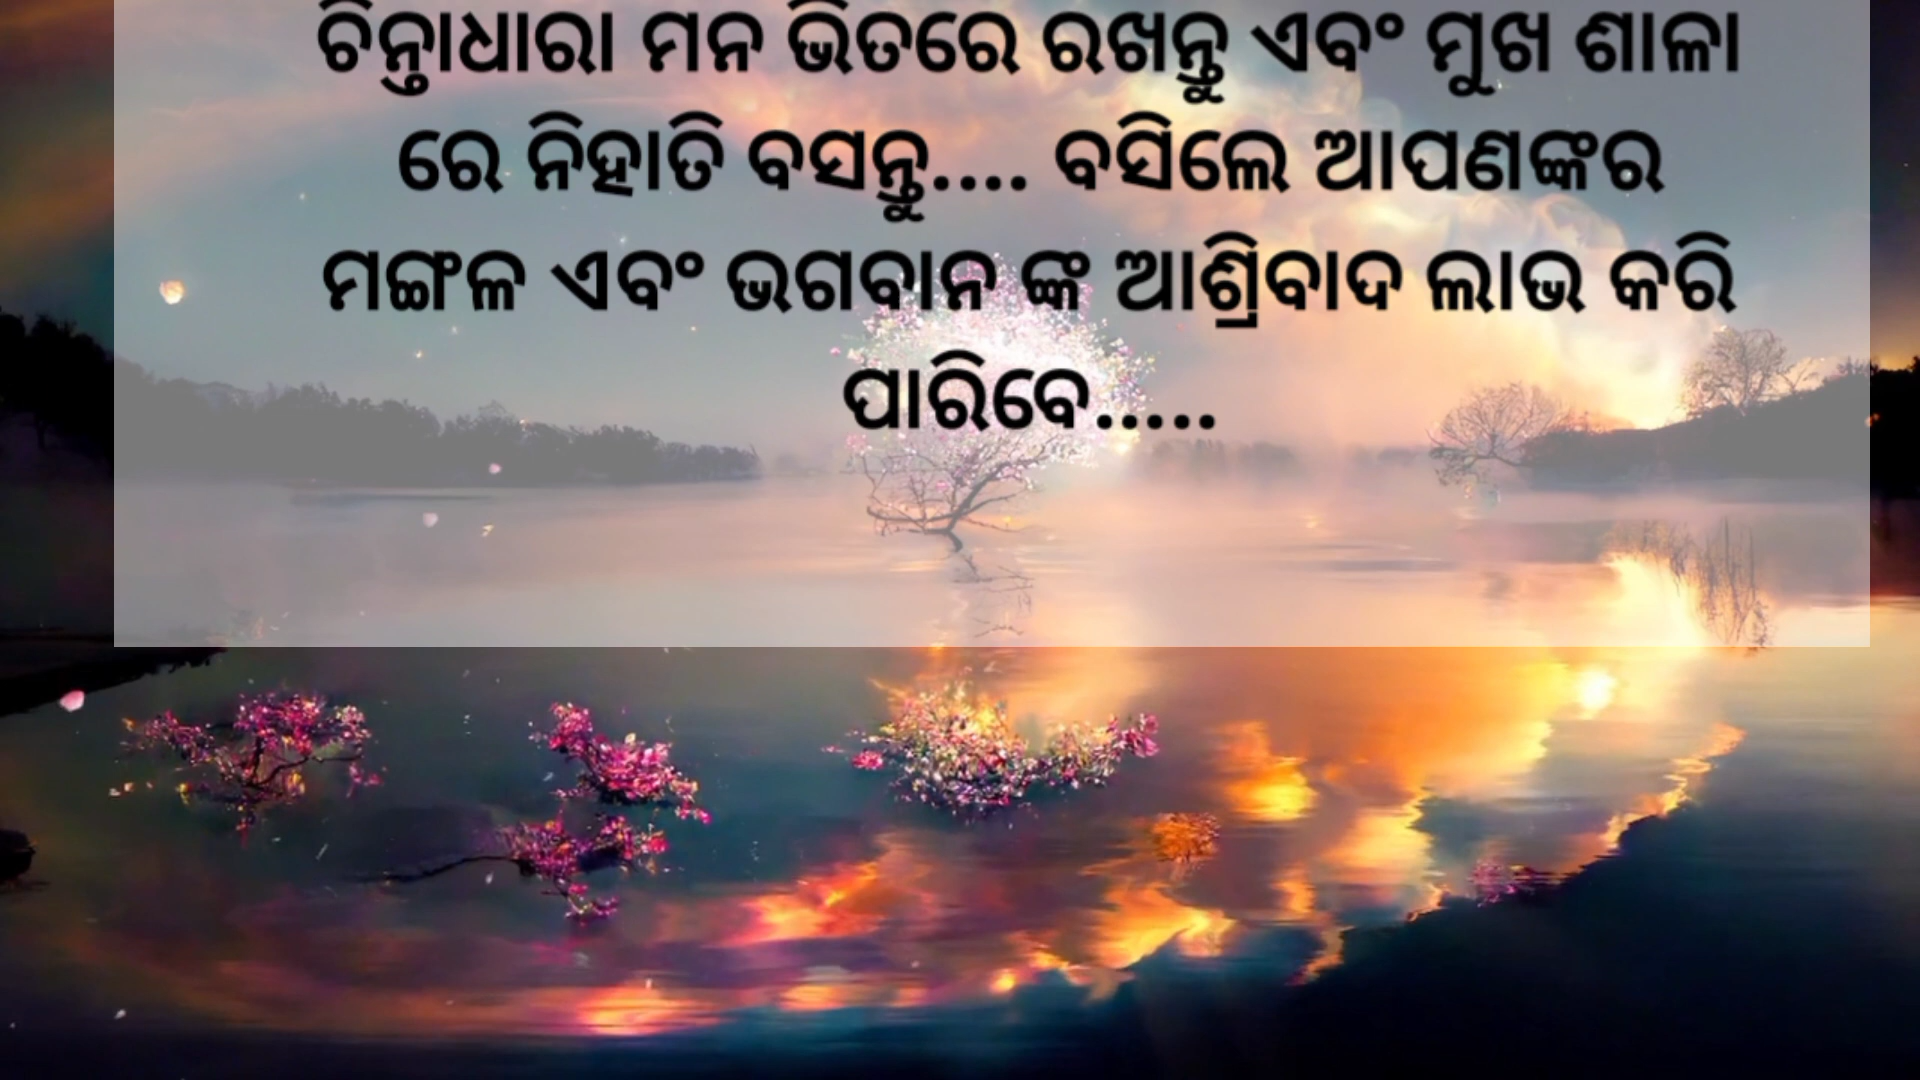 ଚିନ୍ତାଧାରା ମନ ଭିତରେ ରଖନ୍ତୁ ଏବଂ ମୁଖ ଶାଳା
ରେ ନିହାତି ବସନ୍ତୁ.... ବସିଲେ ଆପଣଙ୍କର
ମଙ୍ଗଳ ଏବଂ ଭଗବାନ ଙ୍କ ଆଶ୍ରିବାଦ ଲାଭ କରି
ପାରିବେ.....